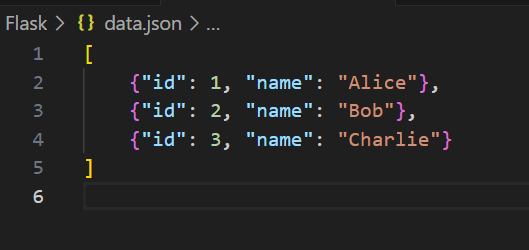 Flask > {} data.json > ...
1 [
2     {"id": 1, "name": "Alice"},
3     {"id": 2, "name": "Bob"},
4     {"id": 3, "name": "Charlie"}
5 ]
6